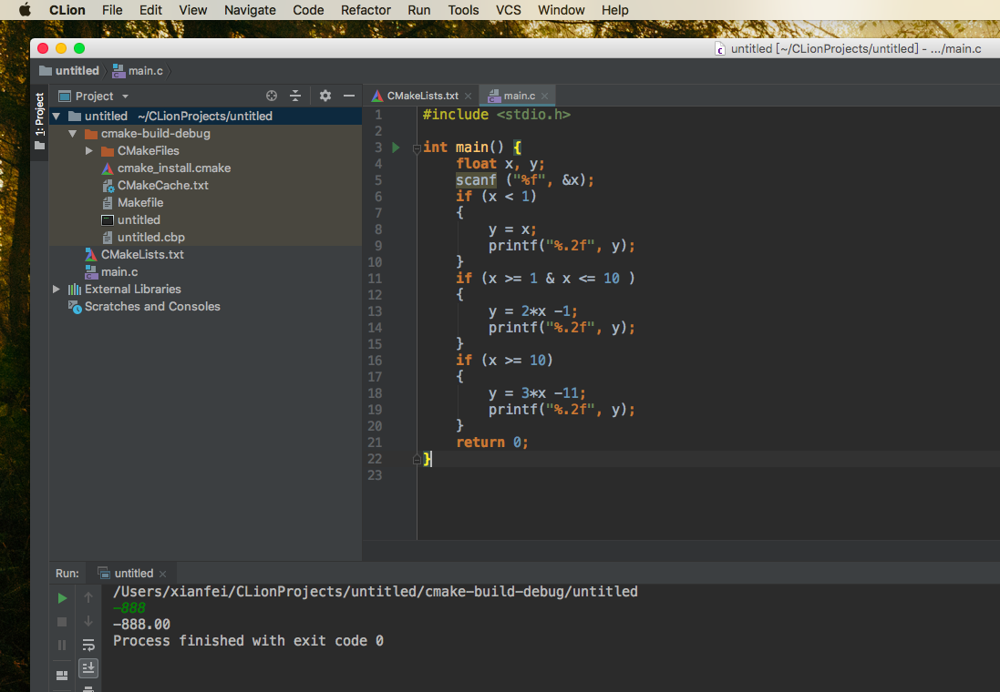 CLion File Edit View Navigate Code Refactor Run Tools VCS Window Help
untitled [~/CLionProjects/untitled] - .../main.c
untitled main.c
1: Project
Project
untitled ~/CLionProjects/untitled
cmake-build-debug
CMakeFiles
cmake_install.cmake
CMakeCache.txt
Makefile
untitled
untitled.cbp
CMakeLists.txt
main.c
External Libraries
Scratches and Consoles
CMakeLists.txt main.c
1 #include <stdio.h>
2
3 int main() {
4 float x, y;
5 scanf ("%f", &x);
6 if (x < 1)
7 {
8 y = x;
9 printf("%.2f", y);
10 }
11 if (x >= 1 & x <= 10 )
12 {
13 y = 2*x -1;
14 printf("%.2f", y);
15 }
16 if (x >= 10)
17 {
18 y = 3*x -11;
19 printf("%.2f", y);
20 }
21 return 0;
22 }
23
Run: untitled
/Users/xianfei/CLionProjects/untitled/cmake-build-debug/untitled
-888
-888.00
Process finished with exit code 0